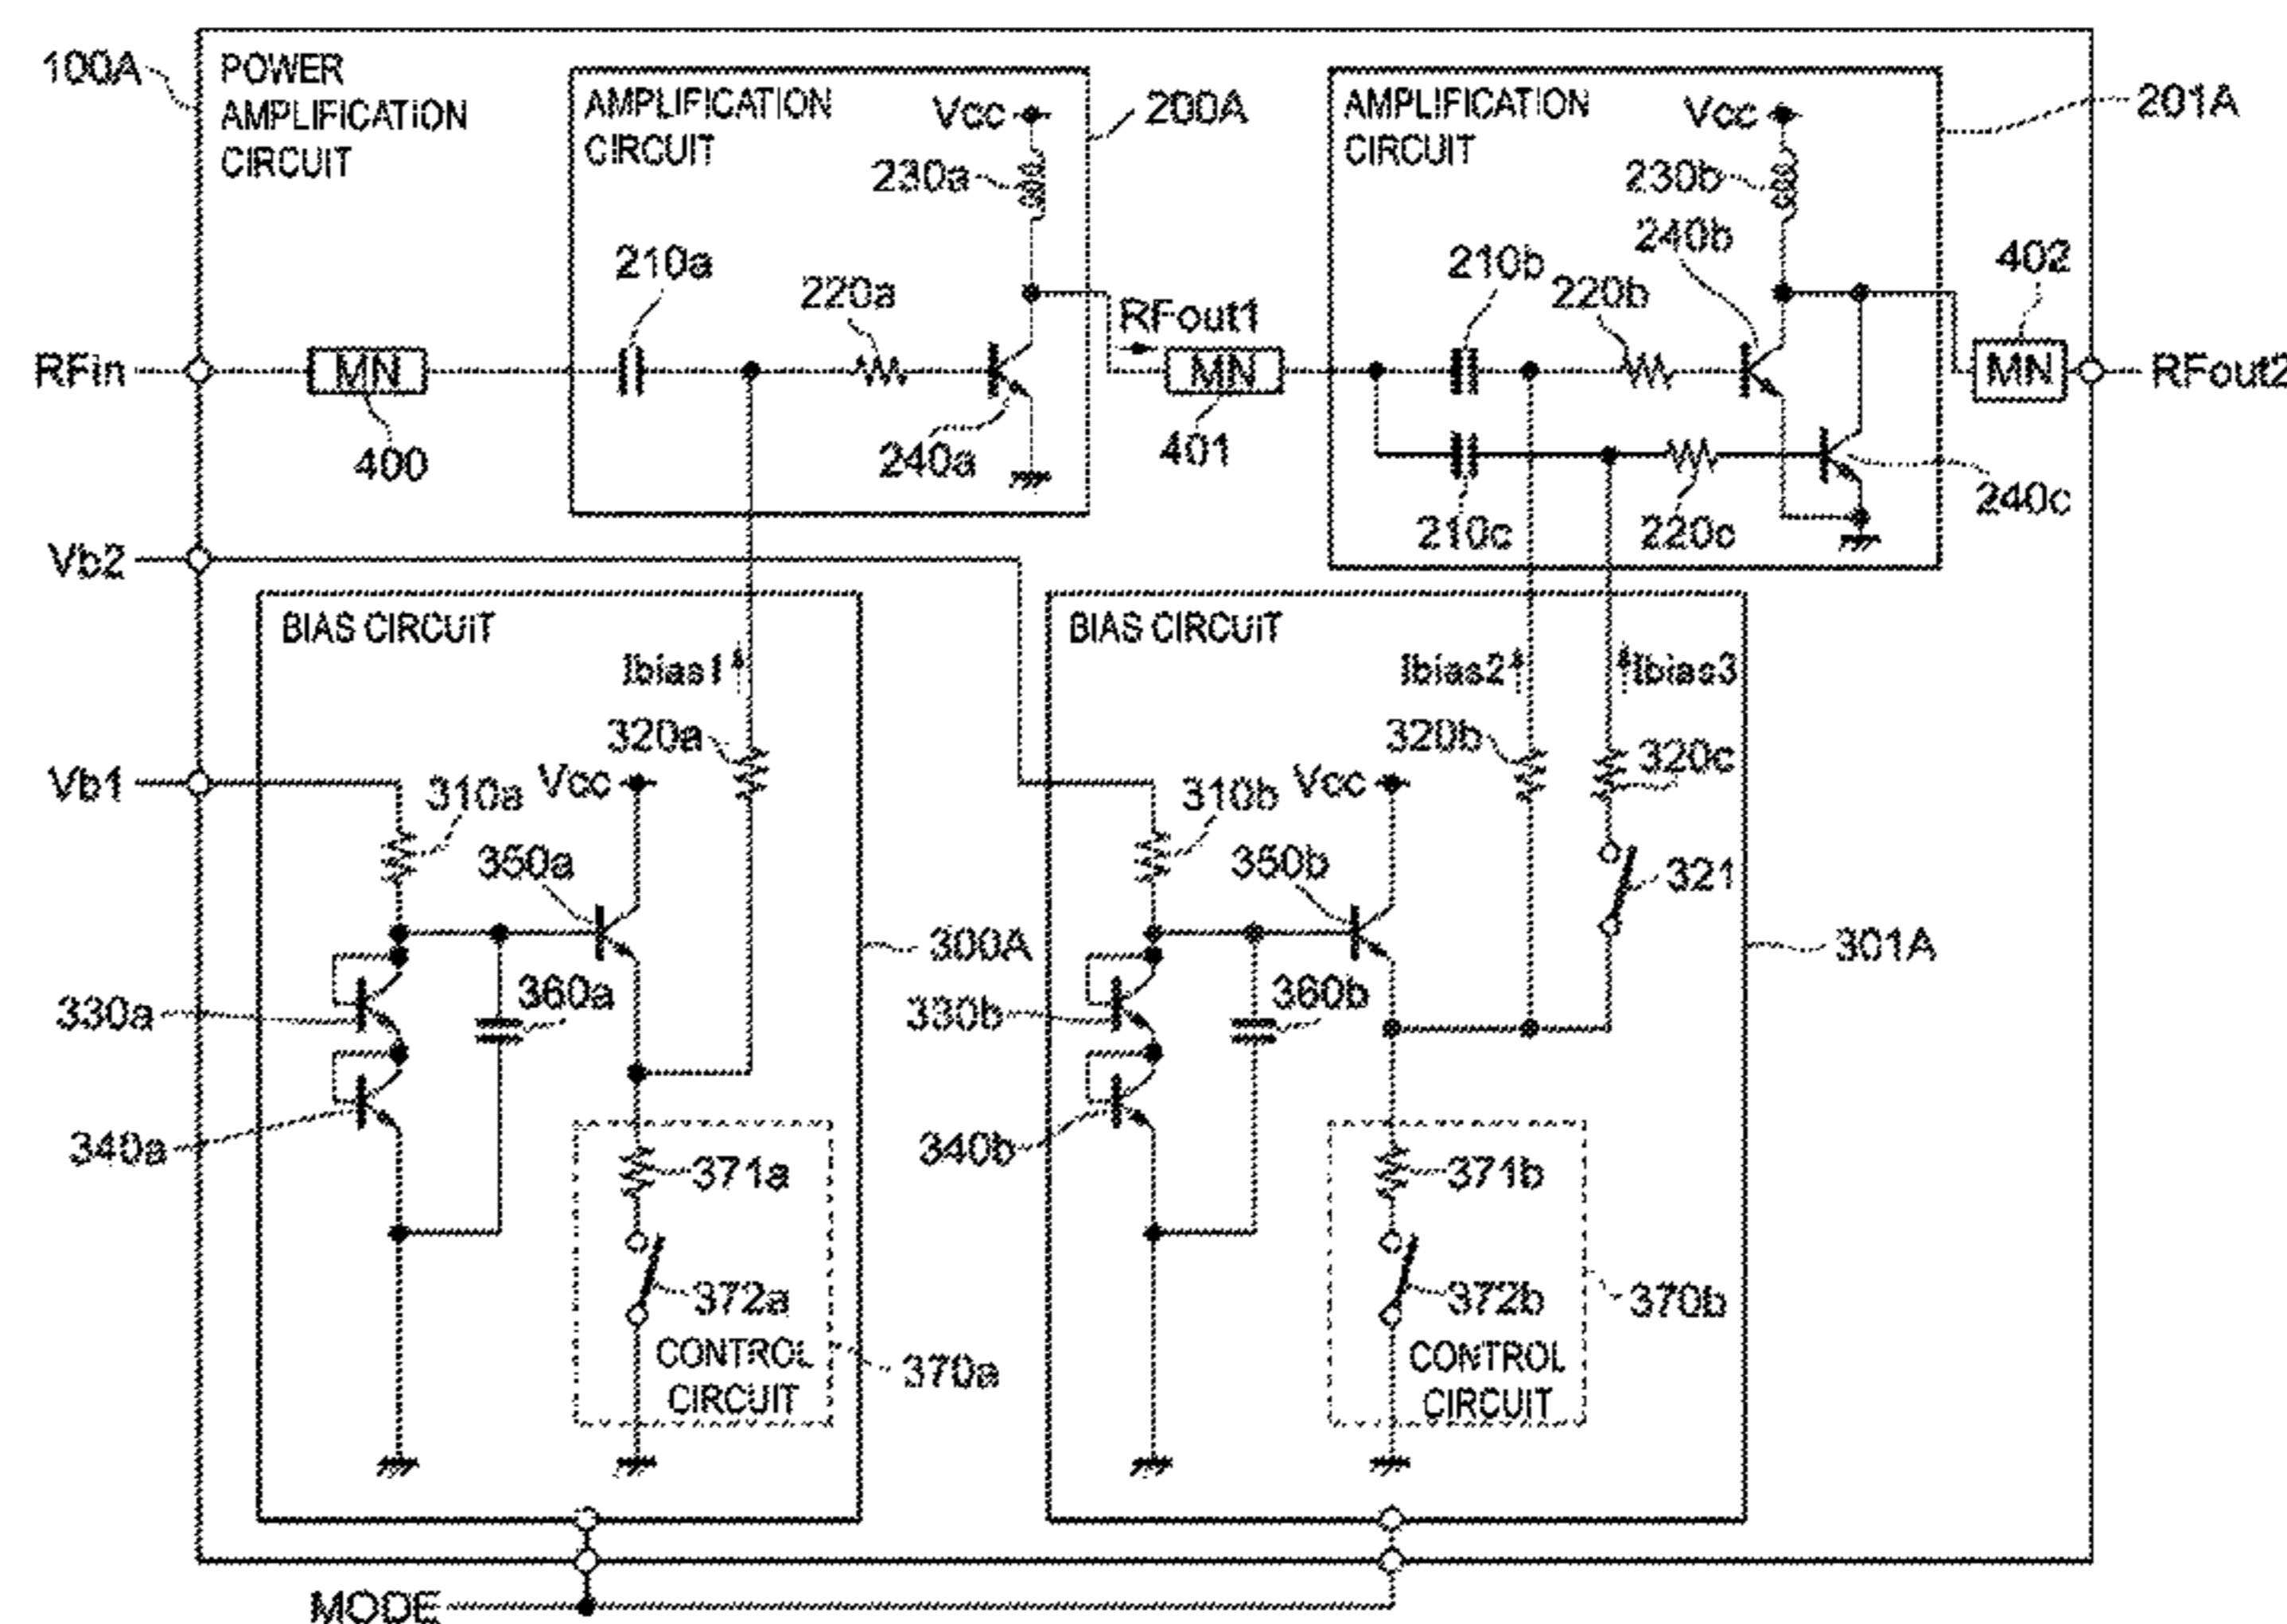 100A
POWER
AMPLIFICATION
CIRCUIT
AMPLIFICATION
CIRCUIT
Vcc
200A
230a
210a
220a
240a
AMPLIFICATION
CIRCUIT
Vcc
201A
230b
240b
210b
220b
402
RFin
MN
400
RFout1
MN
401
MN
RFout2
210c
220c
240c
Vb2
BIAS CIRCUIT
Ibias1
320a
Vb1
310a
Vcc
350a
300A
330a
360a
340a
371a
372a
CONTROL
CIRCUIT
370a
BIAS CIRCUIT
Ibias2
Ibias3
320b
320c
310b
Vcc
350b
321
301A
330b
360b
340b
371b
372b
370b
CONTROL
CIRCUIT
MODE